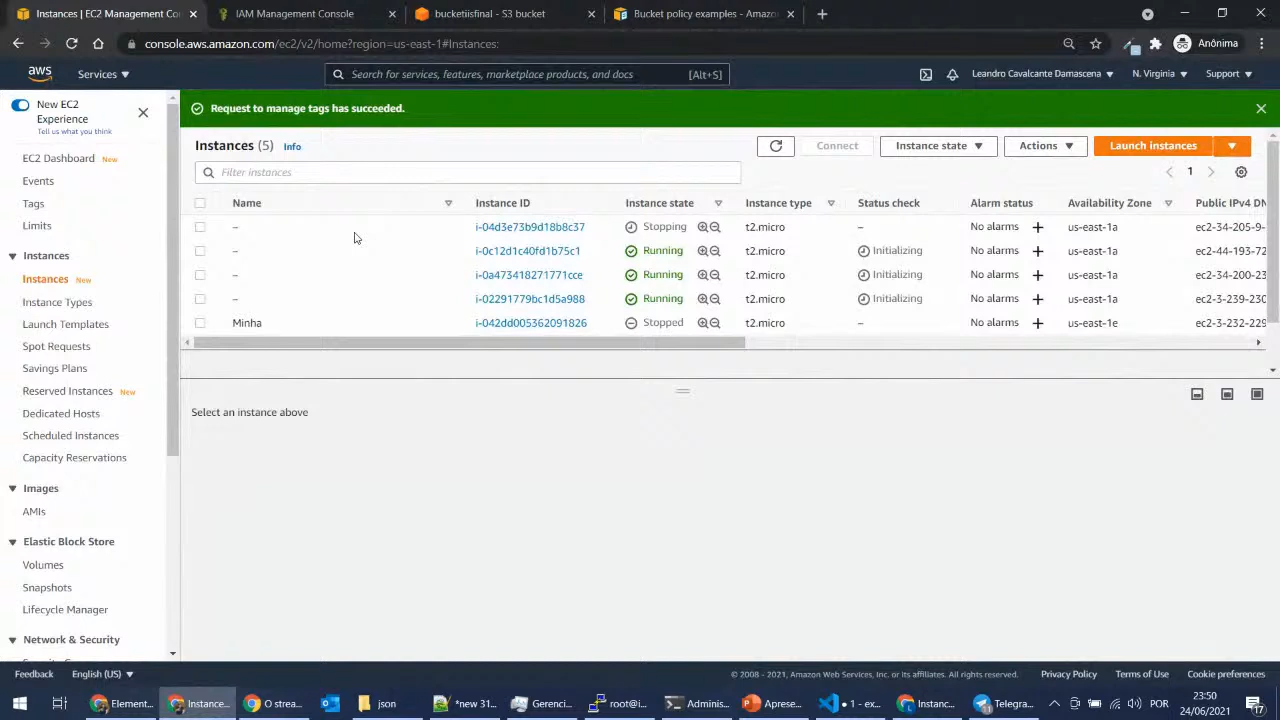 Instances | EC2 Management Con
IAM Management Console
bucketiisfinal - S3 bucket
Bucket policy examples - Amazo
console.aws.amazon.com/ec2/v2/home?region=us-east-1#Instances:
Anônima
aws
Services
Search for services, features, marketplace products, and docs
[Alt+S]
Leandro Cavalcante Damascena
N. Virginia
Support
New EC2
Experience
Tell us what you think
EC2 Dashboard New
Events
Tags
Limits
Instances
Instances New
Instance Types
Launch Templates
Spot Requests
Savings Plans
Reserved Instances New
Dedicated Hosts
Scheduled Instances
Capacity Reservations
Images
AMIs
Elastic Block Store
Volumes
Snapshots
Lifecycle Manager
Network & Security
Request to manage tags has succeeded.
Instances (5) Info
Connect
Instance state
Actions
Launch instances
Filter instances
1
Name Instance ID Instance state Instance type Status check Alarm status Availability Zone Public IPv4 DN
– i-04d3e73b9d18b8c37 Stopping t2.micro – No alarms + us-east-1a ec2-34-205-9-
– i-0c12d1c40fd1b75c1 Running t2.micro Initializing No alarms + us-east-1a ec2-44-193-72
– i-0a473418271771cce Running t2.micro Initializing No alarms + us-east-1a ec2-34-200-23
– i-02291779bc1d5a988 Running t2.micro Initializing No alarms + us-east-1a ec2-3-239-230
Minha i-042dd005362091826 Stopped t2.micro – No alarms + us-east-1e ec2-3-232-229
Select an instance above
Feedback
English (US)
© 2008 - 2021, Amazon Web Services, Inc. or its affiliates. All rights reserved.
Privacy Policy
Terms of Use
Cookie preferences
Element...
Instance...
O strea...
json
*new 31...
Gerenci...
root@i...
Adminis...
Aprese...
1 - ex...
Instanc...
Telegra...
POR
23:50
24/06/2021
17